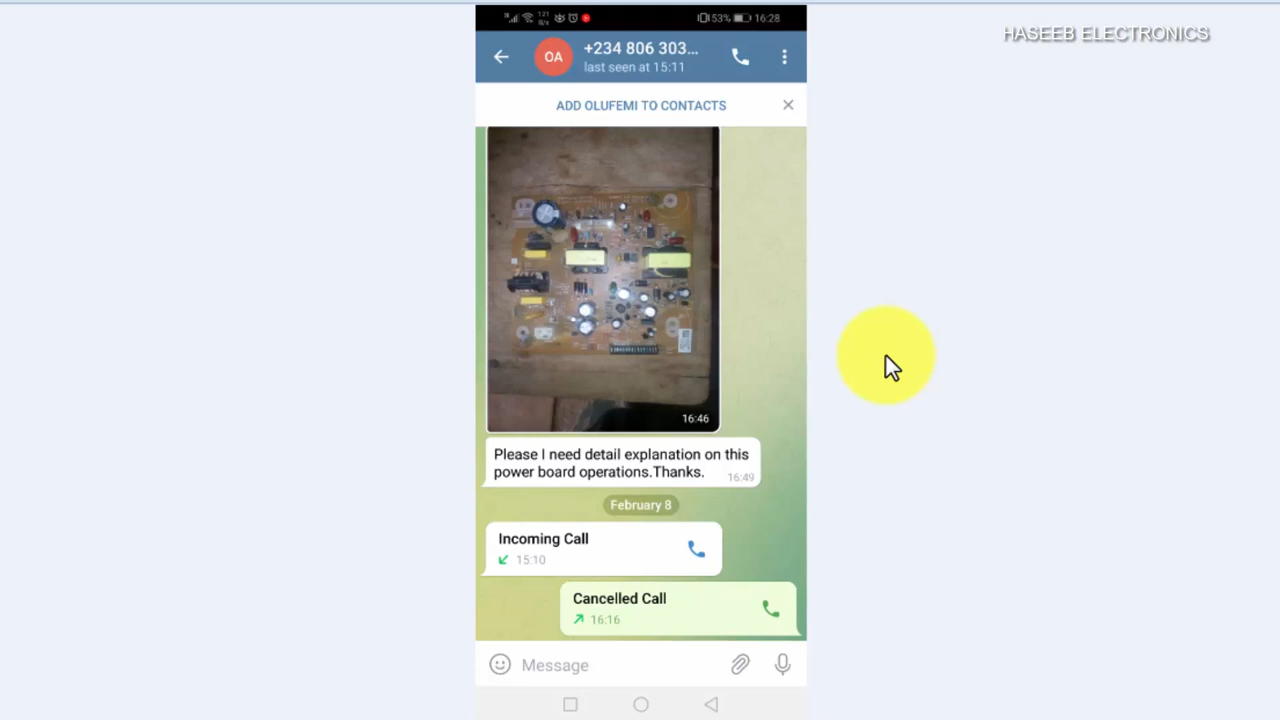 HASEEB ELECTRONICS
121
B/s
53%
16:28
OA
+234 806 303...
last seen at 15:11
ADD OLUFEMI TO CONTACTS
16:46
Please I need detail explanation on this
power board operations.Thanks.
16:49
February 8
Incoming Call
15:10
Cancelled Call
16:16
Message